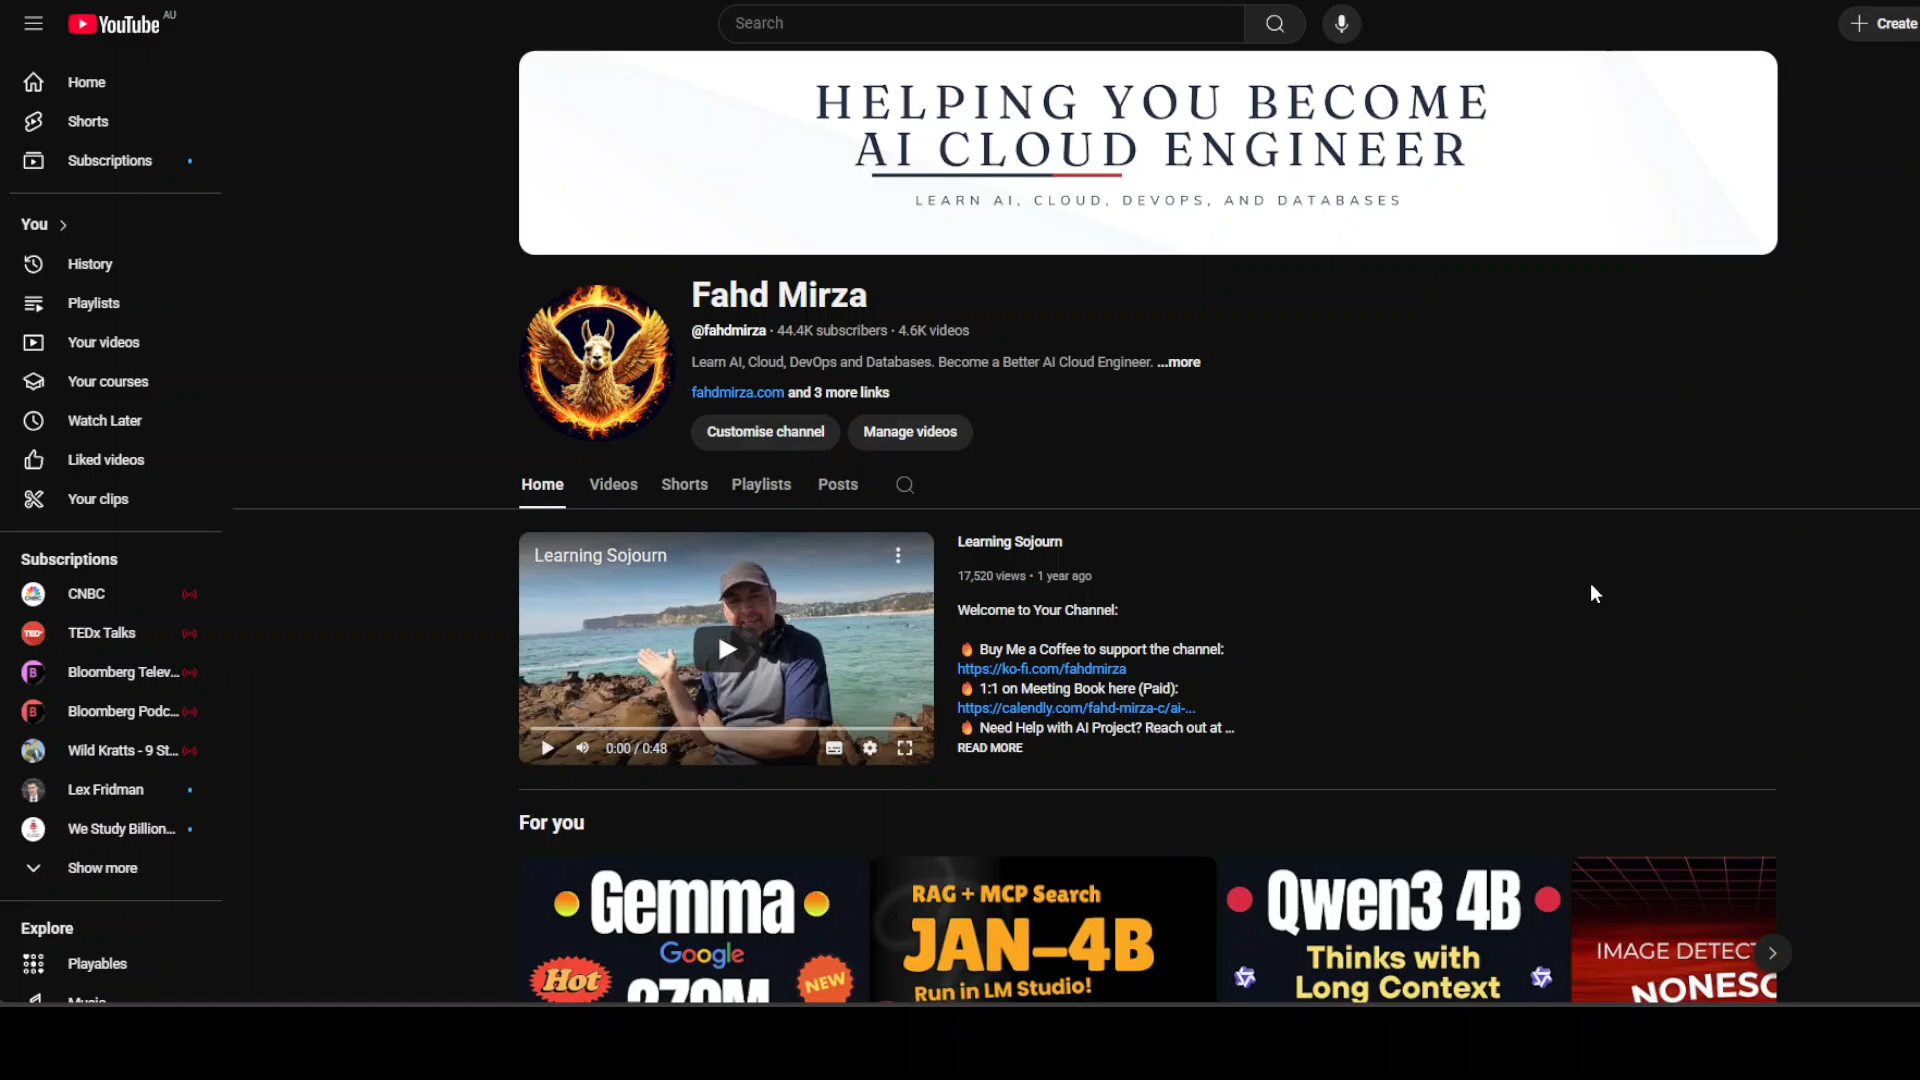 YouTube AU
Search
Create
Home
Shorts
Subscriptions
You
History
Playlists
Your videos
Your courses
Watch Later
Liked videos
Your clips
Subscriptions
CNBC
TEDx Talks
Bloomberg Telev...
Bloomberg Podc...
Wild Kratts - 9 St...
Lex Fridman
We Study Billion...
Show more
Explore
Playables
Music
HELPING YOU BECOME
AI CLOUD ENGINEER
LEARN AI, CLOUD, DEVOPS, AND DATABASES
Fahd Mirza
@fahdmirza · 44.4K subscribers · 4.6K videos
Learn AI, Cloud, DevOps and Databases. Become a Better AI Cloud Engineer. ...more
fahdmirza.com and 3 more links
Customise channel
Manage videos
Home
Videos
Shorts
Playlists
Posts
Learning Sojourn
0:00 / 0:48
Learning Sojourn
17,520 views • 1 year ago
Welcome to Your Channel:
🔥 Buy Me a Coffee to support the channel:
https://ko-fi.com/fahdmirza
🔥 1:1 on Meeting Book here (Paid):
https://calendly.com/fahd-mirza-c/ai-...
🔥 Need Help with AI Project? Reach out at ...
READ MORE
For you
Gemma
Google
270M
Hot
NEW
RAG + MCP Search
JAN-4B
Run in LM Studio!
Qwen3 4B
Thinks with
Long Context
IMAGE DETECT
NONESC